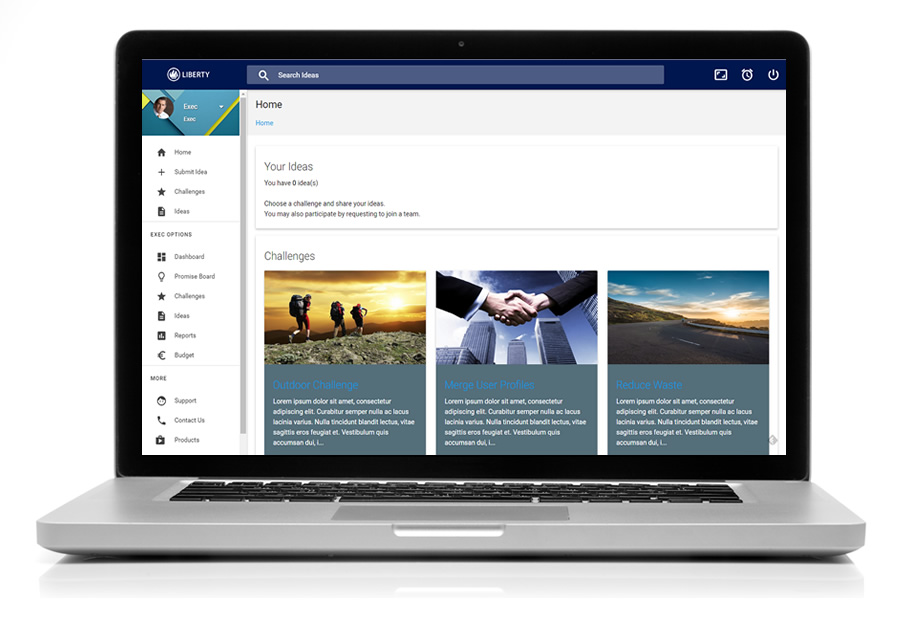 LIBERTY
Search Ideas
Exec
Exec
Home
Submit Idea
Challenges
Ideas
EXEC OPTIONS
Dashboard
Promise Board
Challenges
Ideas
Reports
Budget
MORE
Support
Contact Us
Products
Home
Home
Your Ideas
You have 0 idea(s)
Choose a challenge and share your ideas.
You may also participate by requesting to join a team.
Challenges
Outdoor Challenge
Lorem ipsum dolor sit amet, consectetur
adipiscing elit. Curabitur semper nulla ac lacus
lacinia varius. Nulla tincidunt blandit lectus, vitae
sagittis eros feugiat et. Vestibulum quis
accumsan dui, i...
Merge User Profiles
Lorem ipsum dolor sit amet, consectetur
adipiscing elit. Curabitur semper nulla ac lacus
lacinia varius. Nulla tincidunt blandit lectus, vitae
sagittis eros feugiat et. Vestibulum quis
accumsan dui, i...
Reduce Waste
Lorem ipsum dolor sit amet, consectetur
adipiscing elit. Curabitur semper nulla ac lacus
lacinia varius. Nulla tincidunt blandit lectus, vitae
sagittis eros feugiat et. Vestibulum quis
accumsan dui, i...